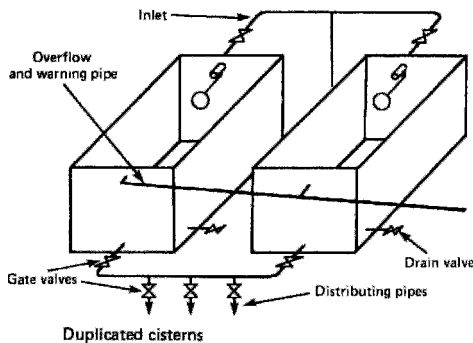 Inlet
Overflow
and warning pipe
Drain valve
Gate valves
Distributing pipes
Duplicated cisterns